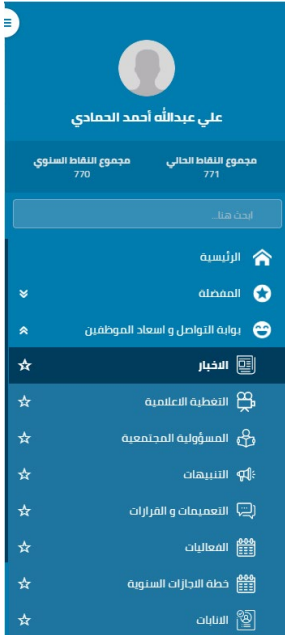 علي عبدالله أحمد الحمادي
مجموع النقاط الحالي
771
مجموع النقاط السنوي
770
ابحث هنا..
الرئيسية
المفضلة
بوابة التواصل و اسعاد الموظفين
الاخبار
التغطية الاعلامية
المسؤولية المجتمعية
التنبيهات
التعميمات و القرارات
الفعاليات
خطة الاجازات السنوية
الانابات